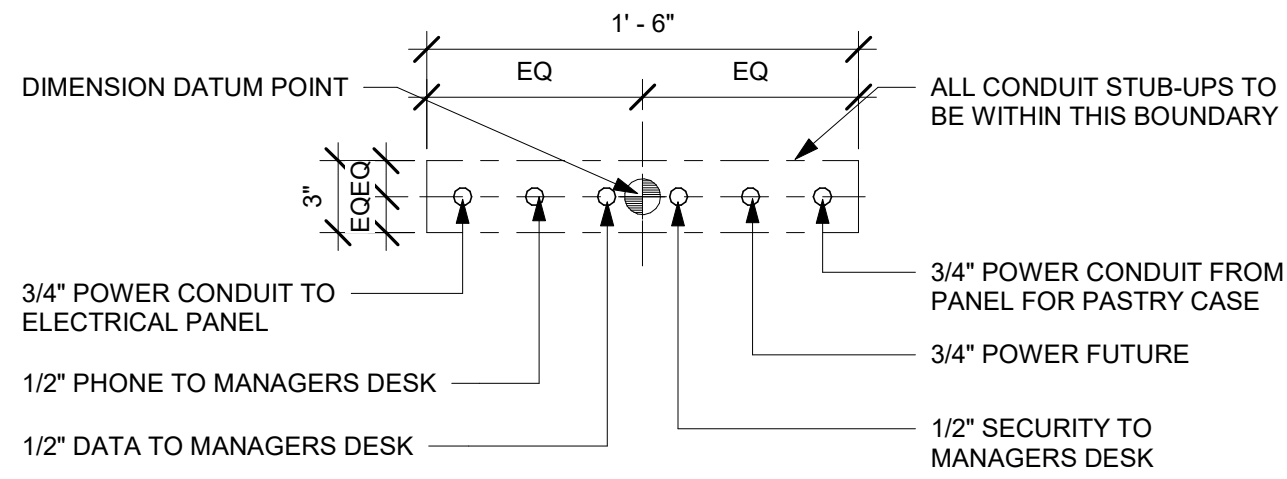 1' - 6"
EQ
EQ
DIMENSION DATUM POINT
ALL CONDUIT STUB-UPS TO
BE WITHIN THIS BOUNDARY
3"
EQ
EQ
3/4" POWER CONDUIT TO
ELECTRICAL PANEL
1/2" PHONE TO MANAGERS DESK
1/2" DATA TO MANAGERS DESK
3/4" POWER CONDUIT FROM
PANEL FOR PASTRY CASE
3/4" POWER FUTURE
1/2" SECURITY TO
MANAGERS DESK